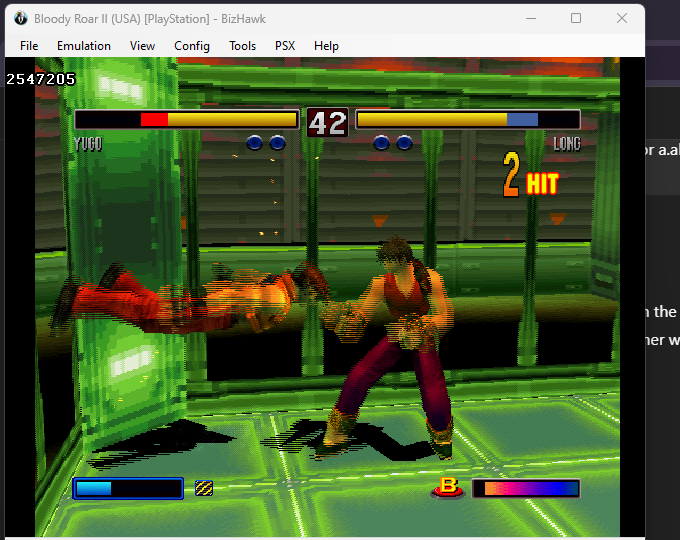 Bloody Roar II (USA) [PlayStation] - BizHawk
File Emulation View Config Tools PSX Help
2547205
42
YUGO LONG
2 HIT
B